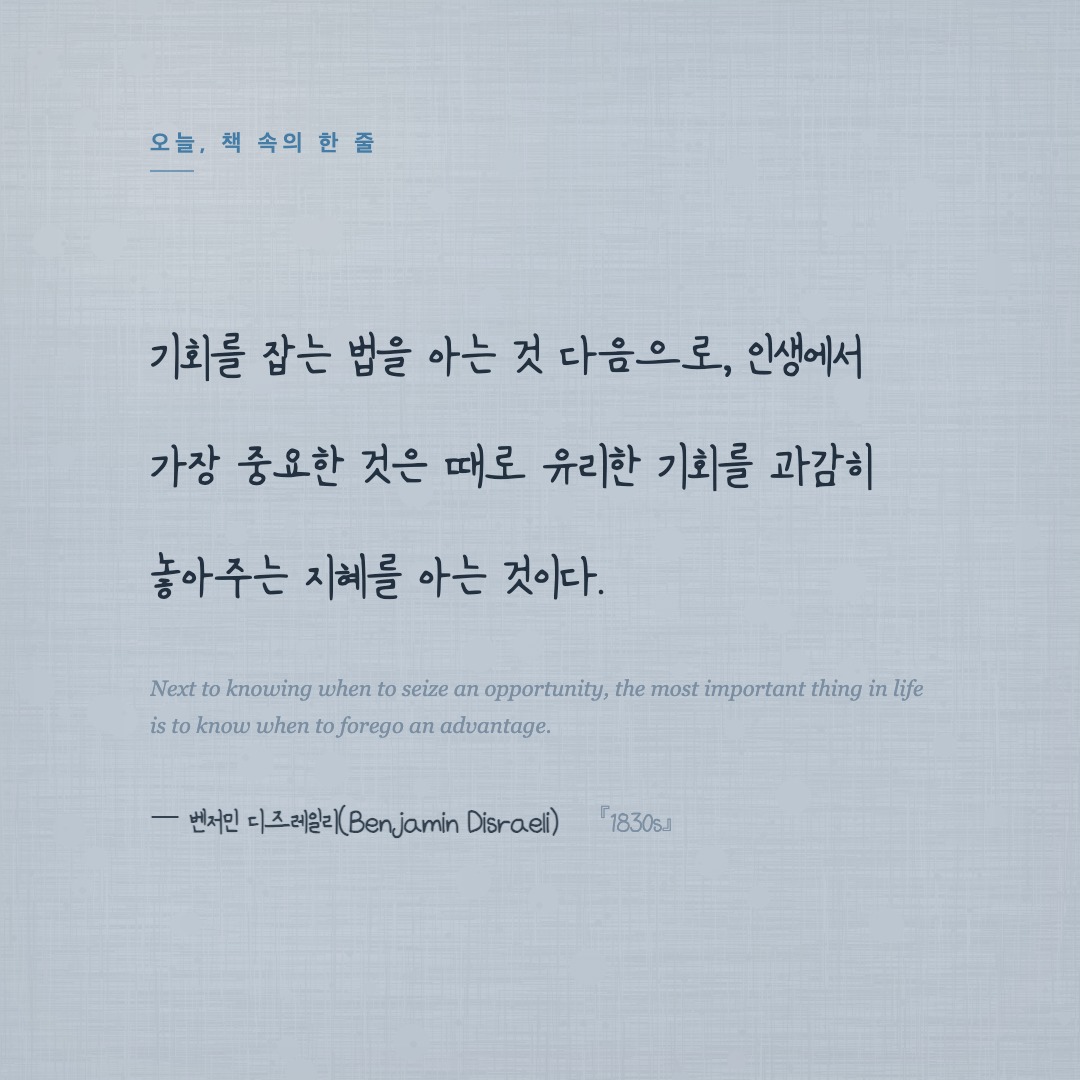 오늘, 책 속의 한 줄
기회를 잡는 법을 아는 것 다음으로, 인생에서
가장 중요한 것은 때로 유리한 기회를 과감히
놓아주는 지혜를 아는 것이다.
Next to knowing when to seize an opportunity, the most important thing in life
is to know when to forego an advantage.
— 벤저민 디즈레일리(Benjamin Disraeli) 『1830s』